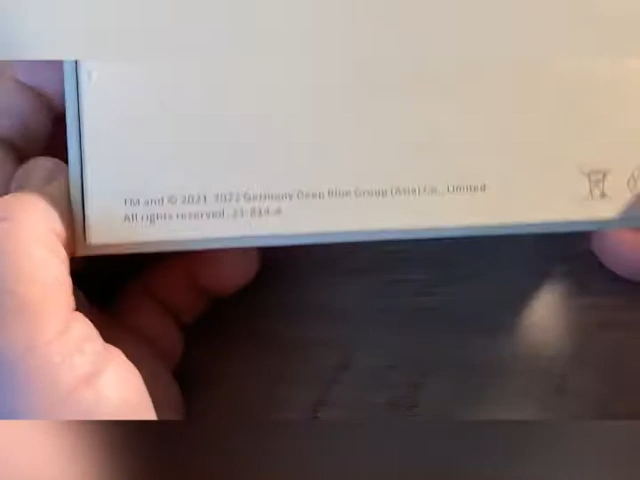 TM and © 2021-2022 Germany Deep Blue Group (Asia) Co., Limited
All rights reserved.